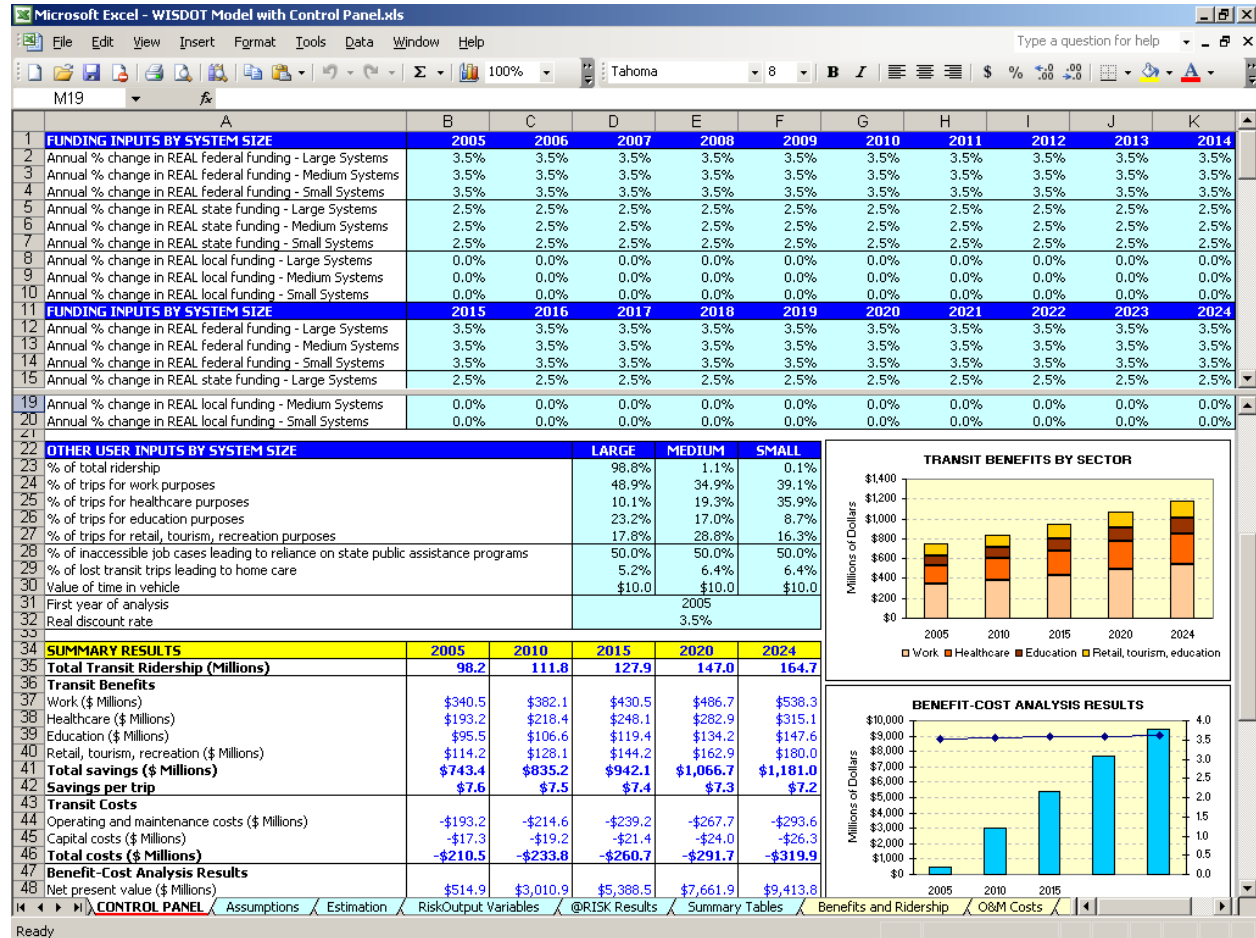 Microsoft Excel - WISDOT Model with Control Panel.xls
File Edit View Insert Format Tools Data Window Help Type a question for help
100% Tahoma 8 B I $ %
M19 fx
A B C D E F G H I J K
1 FUNDING INPUTS BY SYSTEM SIZE 2005 2006 2007 2008 2009 2010 2011 2012 2013 2014
2 Annual % change in REAL federal funding - Large Systems 3.5% 3.5% 3.5% 3.5% 3.5% 3.5% 3.5% 3.5% 3.5% 3.5%
3 Annual % change in REAL federal funding - Medium Systems 3.5% 3.5% 3.5% 3.5% 3.5% 3.5% 3.5% 3.5% 3.5% 3.5%
4 Annual % change in REAL federal funding - Small Systems 3.5% 3.5% 3.5% 3.5% 3.5% 3.5% 3.5% 3.5% 3.5% 3.5%
5 Annual % change in REAL state funding - Large Systems 2.5% 2.5% 2.5% 2.5% 2.5% 2.5% 2.5% 2.5% 2.5% 2.5%
6 Annual % change in REAL state funding - Medium Systems 2.5% 2.5% 2.5% 2.5% 2.5% 2.5% 2.5% 2.5% 2.5% 2.5%
7 Annual % change in REAL state funding - Small Systems 2.5% 2.5% 2.5% 2.5% 2.5% 2.5% 2.5% 2.5% 2.5% 2.5%
8 Annual % change in REAL local funding - Large Systems 0.0% 0.0% 0.0% 0.0% 0.0% 0.0% 0.0% 0.0% 0.0% 0.0%
9 Annual % change in REAL local funding - Medium Systems 0.0% 0.0% 0.0% 0.0% 0.0% 0.0% 0.0% 0.0% 0.0% 0.0%
10 Annual % change in REAL local funding - Small Systems 0.0% 0.0% 0.0% 0.0% 0.0% 0.0% 0.0% 0.0% 0.0% 0.0%
11 FUNDING INPUTS BY SYSTEM SIZE 2015 2016 2017 2018 2019 2020 2021 2022 2023 2024
12 Annual % change in REAL federal funding - Large Systems 3.5% 3.5% 3.5% 3.5% 3.5% 3.5% 3.5% 3.5% 3.5% 3.5%
13 Annual % change in REAL federal funding - Medium Systems 3.5% 3.5% 3.5% 3.5% 3.5% 3.5% 3.5% 3.5% 3.5% 3.5%
14 Annual % change in REAL federal funding - Small Systems 3.5% 3.5% 3.5% 3.5% 3.5% 3.5% 3.5% 3.5% 3.5% 3.5%
15 Annual % change in REAL state funding - Large Systems 2.5% 2.5% 2.5% 2.5% 2.5% 2.5% 2.5% 2.5% 2.5% 2.5%
19 Annual % change in REAL local funding - Medium Systems 0.0% 0.0% 0.0% 0.0% 0.0% 0.0% 0.0% 0.0% 0.0% 0.0%
20 Annual % change in REAL local funding - Small Systems 0.0% 0.0% 0.0% 0.0% 0.0% 0.0% 0.0% 0.0% 0.0% 0.0%
21
22 OTHER USER INPUTS BY SYSTEM SIZE LARGE MEDIUM SMALL
23 % of total ridership 98.8% 1.1% 0.1%
24 % of trips for work purposes 48.9% 34.9% 39.1%
25 % of trips for healthcare purposes 10.1% 19.3% 35.9%
26 % of trips for education purposes 23.2% 17.0% 8.7%
27 % of trips for retail, tourism, recreation purposes 17.8% 28.8% 16.3%
28 % of inaccessible job cases leading to reliance on state public assistance programs 50.0% 50.0% 50.0%
29 % of lost transit trips leading to home care 5.2% 6.4% 6.4%
30 Value of time in vehicle $10.0 $10.0 $10.0
31 First year of analysis 2005
32 Real discount rate 3.5%
33
34 SUMMARY RESULTS 2005 2010 2015 2020 2024
35 Total Transit Ridership (Millions) 98.2 111.8 127.9 147.0 164.7
36 Transit Benefits
37 Work ($ Millions) $340.5 $382.1 $430.5 $486.7 $538.3
38 Healthcare ($ Millions) $193.2 $218.4 $248.1 $282.9 $315.1
39 Education ($ Millions) $95.5 $106.6 $119.4 $134.2 $147.6
40 Retail, tourism, recreation ($ Millions) $114.2 $128.1 $144.2 $162.9 $180.0
41 Total savings ($ Millions) $743.4 $835.2 $942.1 $1,066.7 $1,181.0
42 Savings per trip $7.6 $7.5 $7.4 $7.3 $7.2
43 Transit Costs
44 Operating and maintenance costs ($ Millions) -$193.2 -$214.6 -$239.2 -$267.7 -$293.6
45 Capital costs ($ Millions) -$17.3 -$19.2 -$21.4 -$24.0 -$26.3
46 Total costs ($ Millions) -$210.5 -$233.8 -$260.7 -$291.7 -$319.9
47 Benefit-Cost Analysis Results
48 Net present value ($ Millions) $514.9 $3,010.9 $5,388.5 $7,661.9 $9,413.8
TRANSIT BENEFITS BY SECTOR
Millions of Dollars
$1,400
$1,200
$1,000
$800
$600
$400
$200
$0
2005 2010 2015 2020 2024
Work Healthcare Education Retail, tourism, education
BENEFIT-COST ANALYSIS RESULTS
Millions of Dollars
$10,000 4.0
$9,000
$8,000 3.5
$7,000 3.0
$6,000 2.5
$5,000 2.0
$4,000
$3,000 1.5
$2,000 1.0
$1,000 0.5
$0 0.0
2005 2010 2015
CONTROL PANEL Assumptions Estimation RiskOutput Variables @RISK Results Summary Tables Benefits and Ridership O&M Costs
Ready